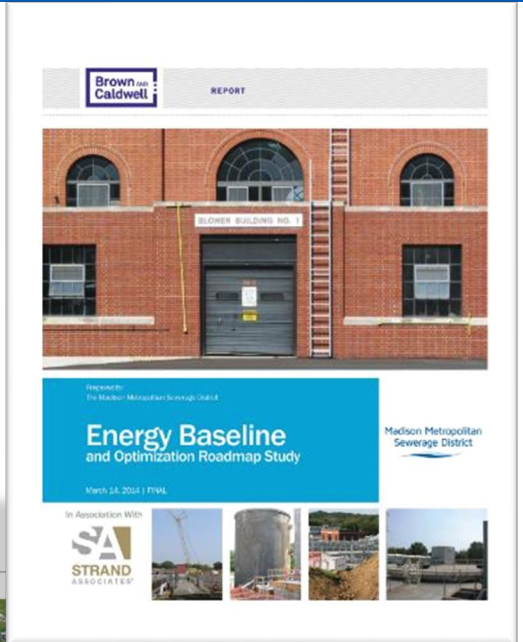 Brown AND
Caldwell
REPORT
BLOWER BUILDING NO. 1
Prepared for
The Madison Metropolitan Sewerage District
Energy Baseline
and Optimization Roadmap Study
Madison Metropolitan
Sewerage District
March 14, 2014 | FINAL
In Association With
SA
STRAND
ASSOCIATES®